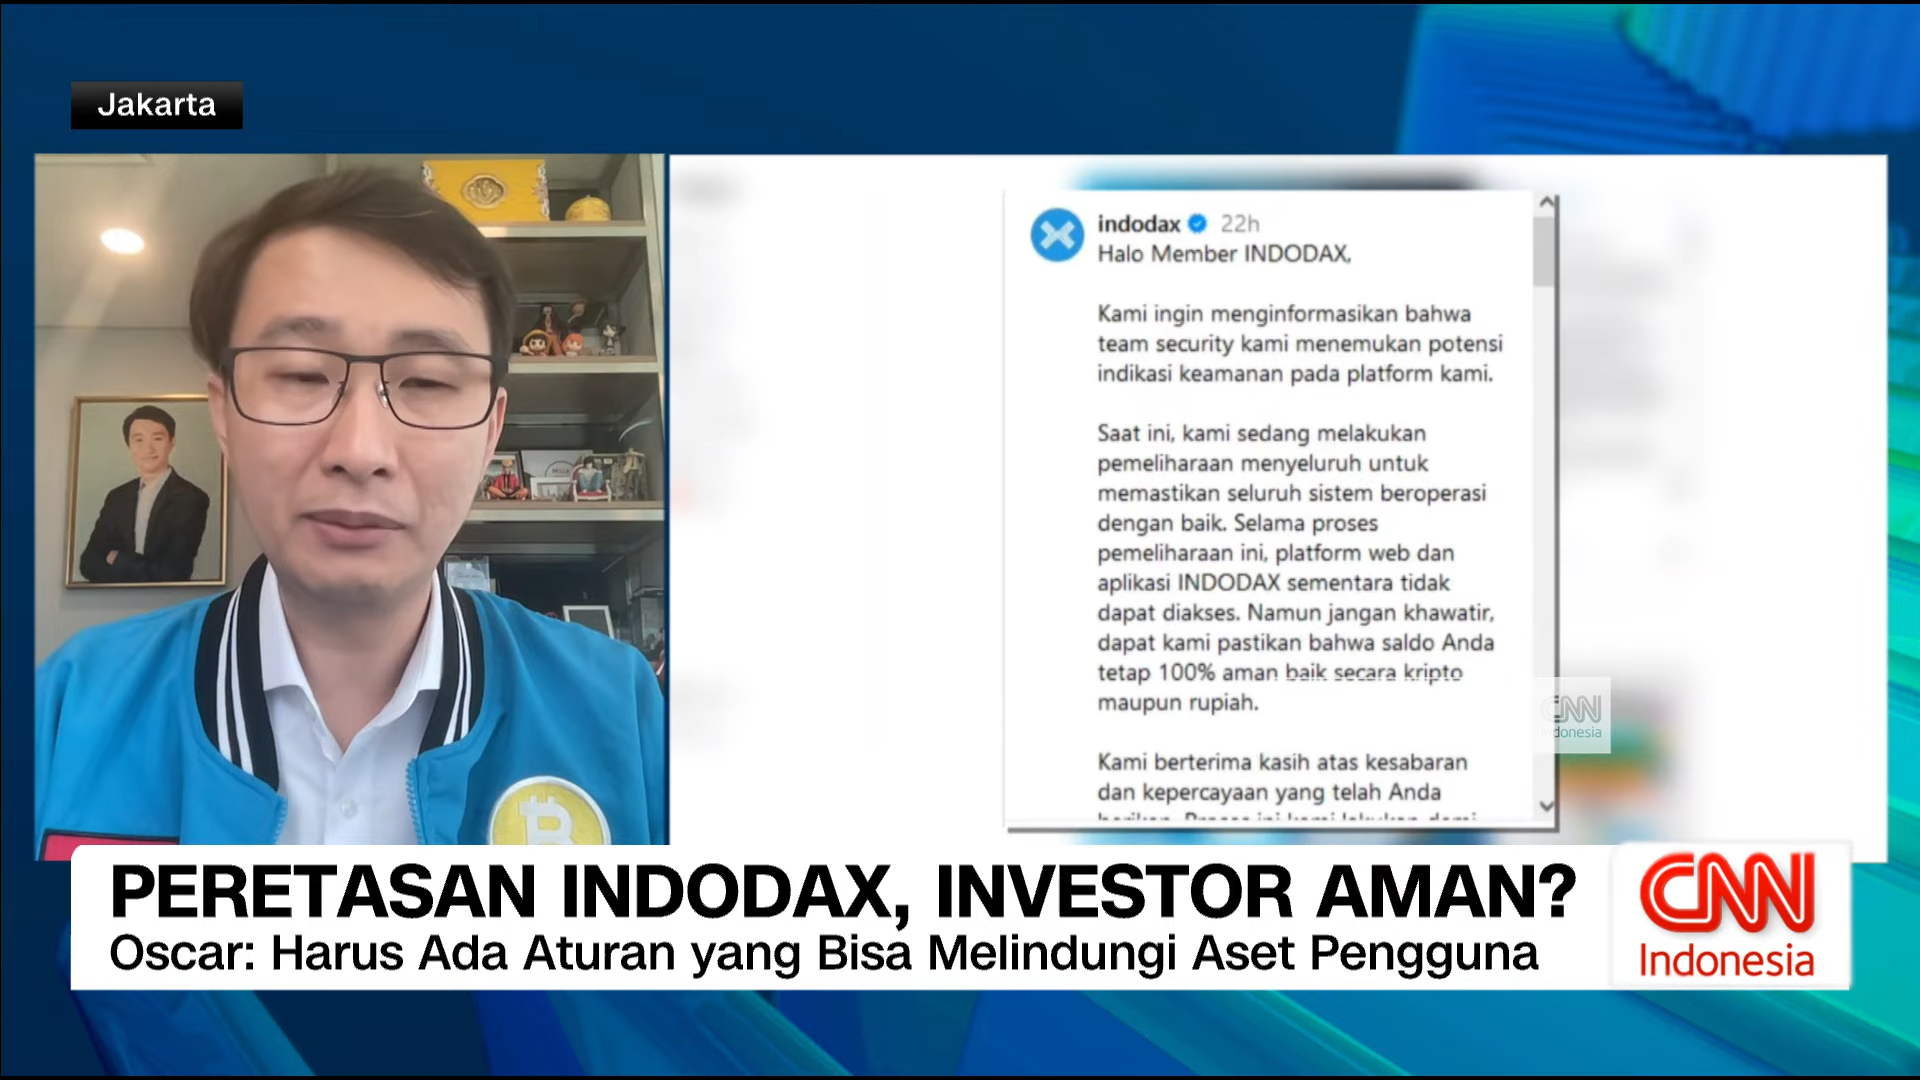 Jakarta
indodax 22h
Halo Member INDODAX,
Kami ingin menginformasikan bahwa
team security kami menemukan potensi
indikasi keamanan pada platform kami.
Saat ini, kami sedang melakukan
pemeliharaan menyeluruh untuk
memastikan seluruh sistem beroperasi
dengan baik. Selama proses
pemeliharaan ini, platform web dan
aplikasi INDODAX sementara tidak
dapat diakses. Namun jangan khawatir,
dapat kami pastikan bahwa saldo Anda
tetap 100% aman baik secara kripto
maupun rupiah.
Kami berterima kasih atas kesabaran
dan kepercayaan yang telah Anda
CNN
Indonesia
PERETASAN INDODAX, INVESTOR AMAN?
Oscar: Harus Ada Aturan yang Bisa Melindungi Aset Pengguna
CNN
Indonesia